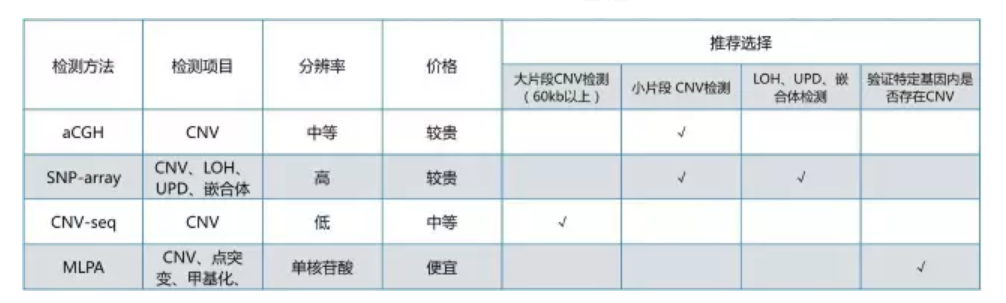 检测方法
检测项目
分辨率
价格
推荐选择
大片段CNV检测
（60kb以上）
小片段 CNV检测
LOH、UPD、嵌
合体检测
验证特定基因内是
否存在CNV
aCGH
CNV
中等
较贵
√
SNP-array
CNV、LOH、
UPD、嵌合体
高
较贵
√
√
CNV-seq
CNV
低
中等
√
MLPA
CNV、点突
变、甲基化、
单核苷酸
便宜
√